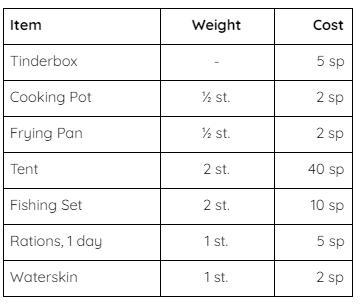 Item Weight Cost
Tinderbox - 5 sp
Cooking Pot ½ st. 2 sp
Frying Pan ½ st. 2 sp
Tent 2 st. 40 sp
Fishing Set 2 st. 10 sp
Rations, 1 day 1 st. 5 sp
Waterskin 1 st. 2 sp